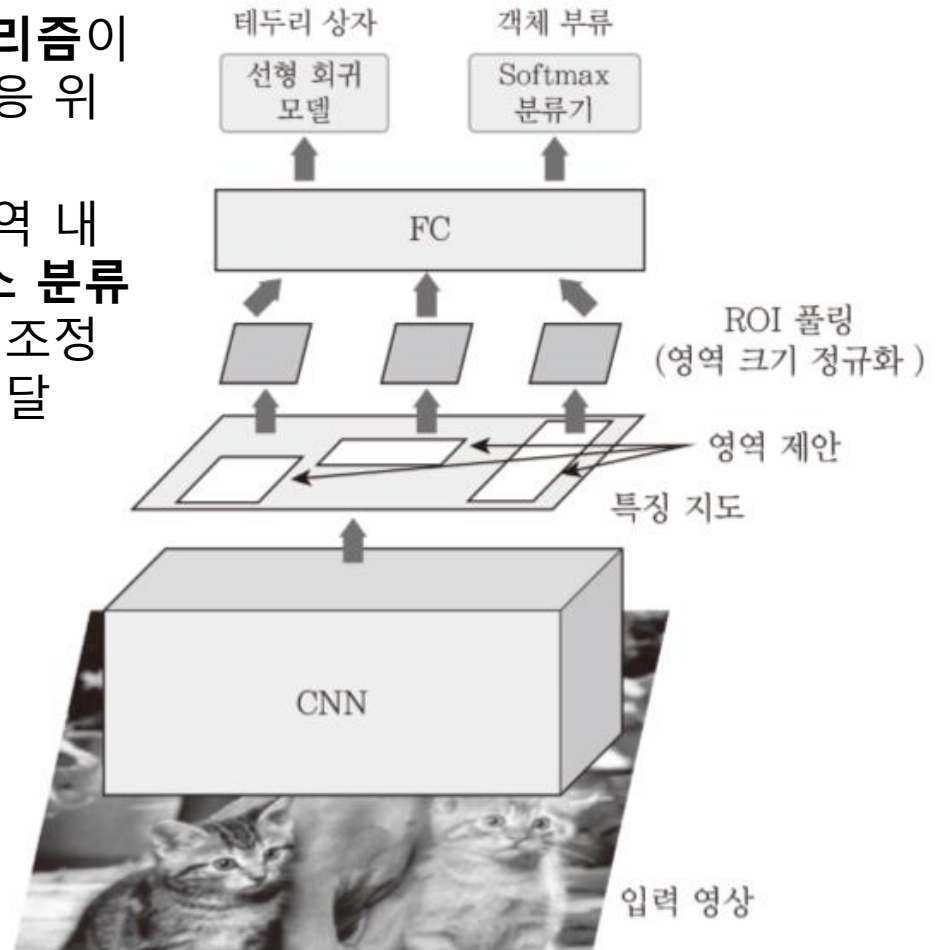 리즘이
응 위
역 내
스 분류
조정
달
테두리 상자
객체 부류
선형 회귀
모델
Softmax
분류기
FC
ROI 풀링
(영역 크기 정규화 )
영역 제안
특징 지도
CNN
입력 영상